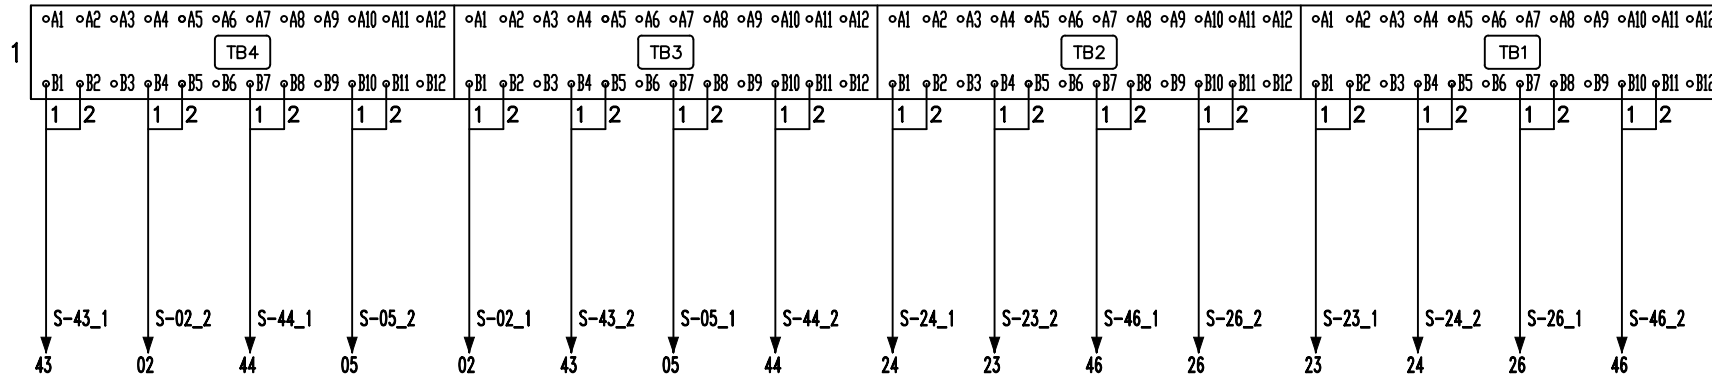 A1 A2 A3 A4 A5 A6 A7 A8 A9 A10 A11 A12 A1 A2 A3 A4 A5 A6 A7 A8 A9 A10 A11 A12 A1 A2 A3 A4 A5 A6 A7 A8 A9 A10 A11 A12 A1 A2 A3 A4 A5 A6 A7 A8 A9 A10 A11 A12
1 TB4 TB3 TB2 TB1
B1 B2 B3 B4 B5 B6 B7 B8 B9 B10 B11 B12 B1 B2 B3 B4 B5 B6 B7 B8 B9 B10 B11 B12 B1 B2 B3 B4 B5 B6 B7 B8 B9 B10 B11 B12 B1 B2 B3 B4 B5 B6 B7 B8 B9 B10 B11 B12
1 2 1 2 1 2 1 2 1 2 1 2 1 2 1 2 1 2 1 2 1 2 1 2 1 2 1 2 1 2 1 2
S-43_1 S-02_2 S-44_1 S-05_2 S-02_1 S-43_2 S-05_1 S-44_2 S-24_1 S-23_2 S-46_1 S-26_2 S-23_1 S-24_2 S-26_1 S-46_2
43 02 44 05 02 43 05 44 24 23 46 26 23 24 26 46